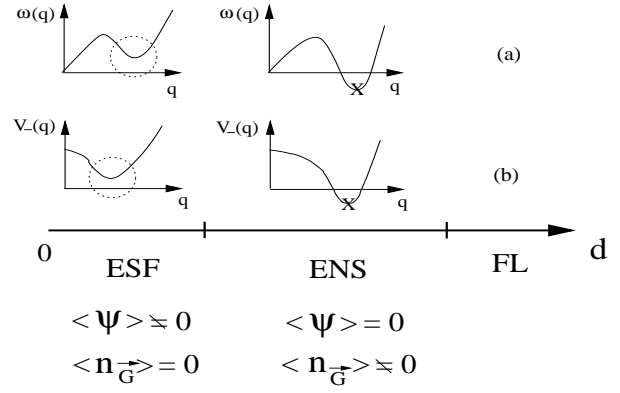 ω(q) ω(q) (a)
X
q q
V_(q) V_(q) (b)
X
q q
0 d
ESF ENS FL
<ψ> ≠ 0 <ψ> = 0
<n_G⃗> = 0 <n_G⃗> ≠ 0